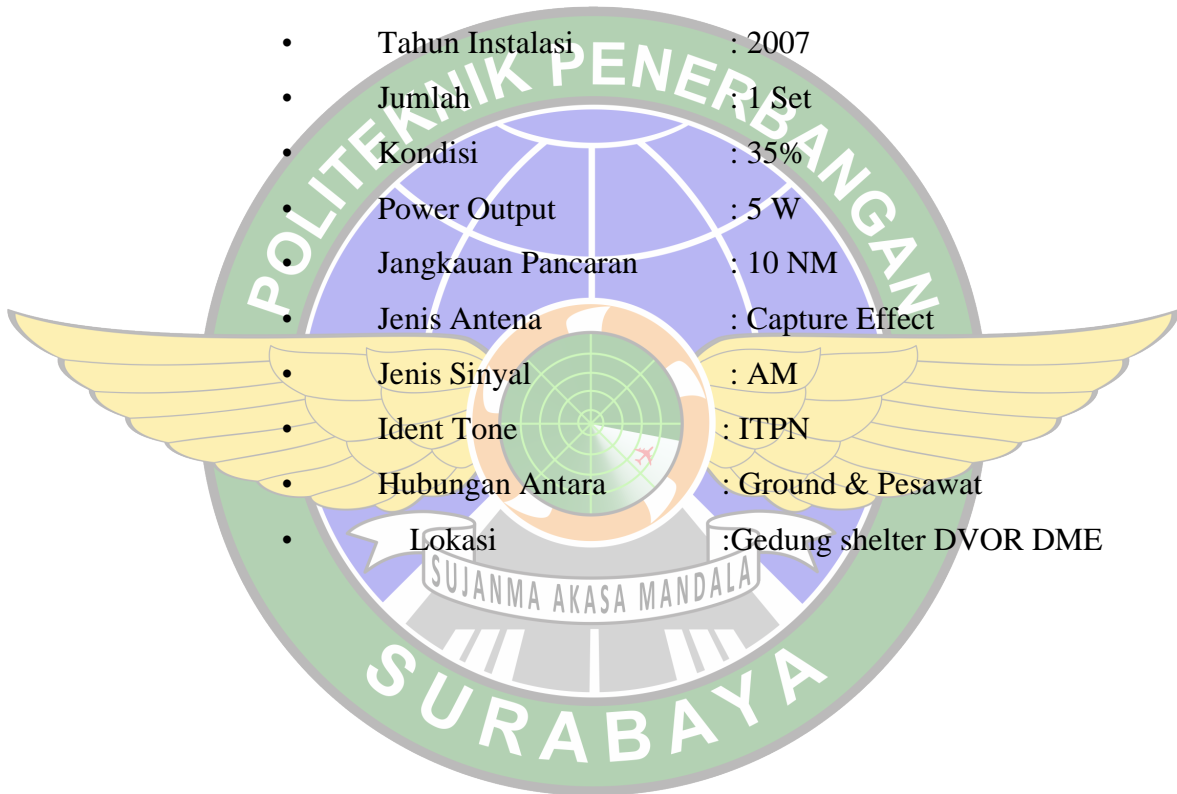 • Tahun Instalasi : 2007
• Jumlah : 1 Set
• Kondisi : 35%
• Power Output : 5 W
• Jangkauan Pancaran : 10 NM
• Jenis Antena : Capture Effect
• Jenis Sinyal : AM
• Ident Tone : ITPN
• Hubungan Antara : Ground & Pesawat
• Lokasi :Gedung shelter DVOR DME
POLITEKNIK PENERBANGAN
SUJANMA AKASA MANDALA
SURABAYA